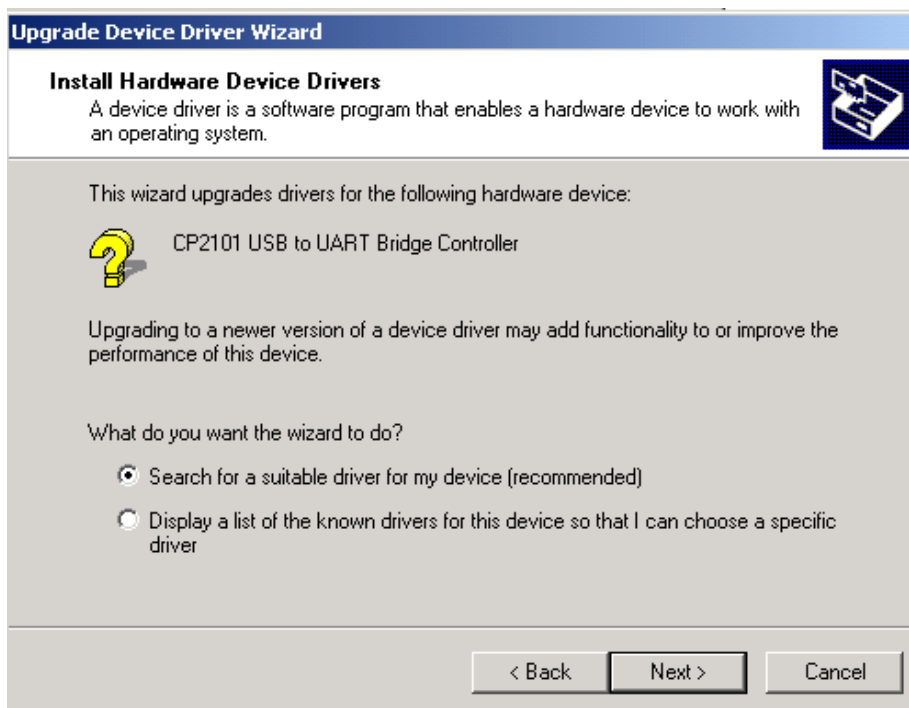 Upgrade Device Driver Wizard
Install Hardware Device Drivers
A device driver is a software program that enables a hardware device to work with
an operating system.
This wizard upgrades drivers for the following hardware device:
CP2101 USB to UART Bridge Controller
Upgrading to a newer version of a device driver may add functionality to or improve the
performance of this device.
What do you want the wizard to do?
Search for a suitable driver for my device (recommended)
Display a list of the known drivers for this device so that I can choose a specific
driver
< Back
Next >
Cancel